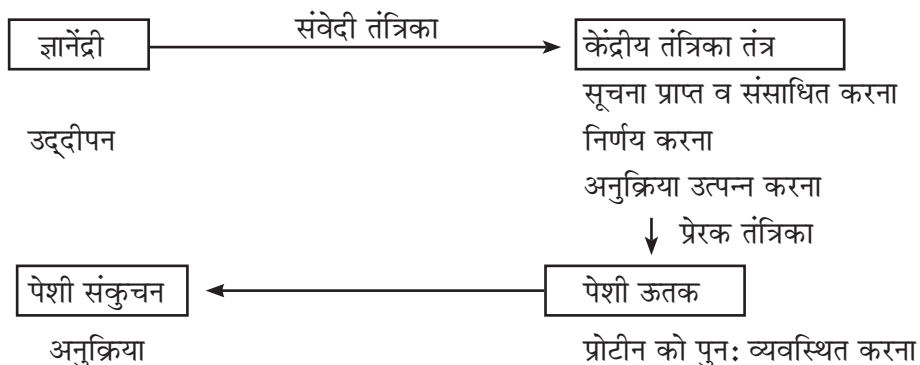 संवेदी तंत्रिका
ज्ञानेंद्री
केंद्रीय तंत्रिका तंत्र
सूचना प्राप्त व संसाधित करना
उद्‌दीपन
निर्णय करना
अनुक्रिया उत्पन्न करना
प्रेरक तंत्रिका
पेशी संकुचन
पेशी ऊतक
अनुक्रिया
प्रोटीन को पुन: व्यवस्थित करना